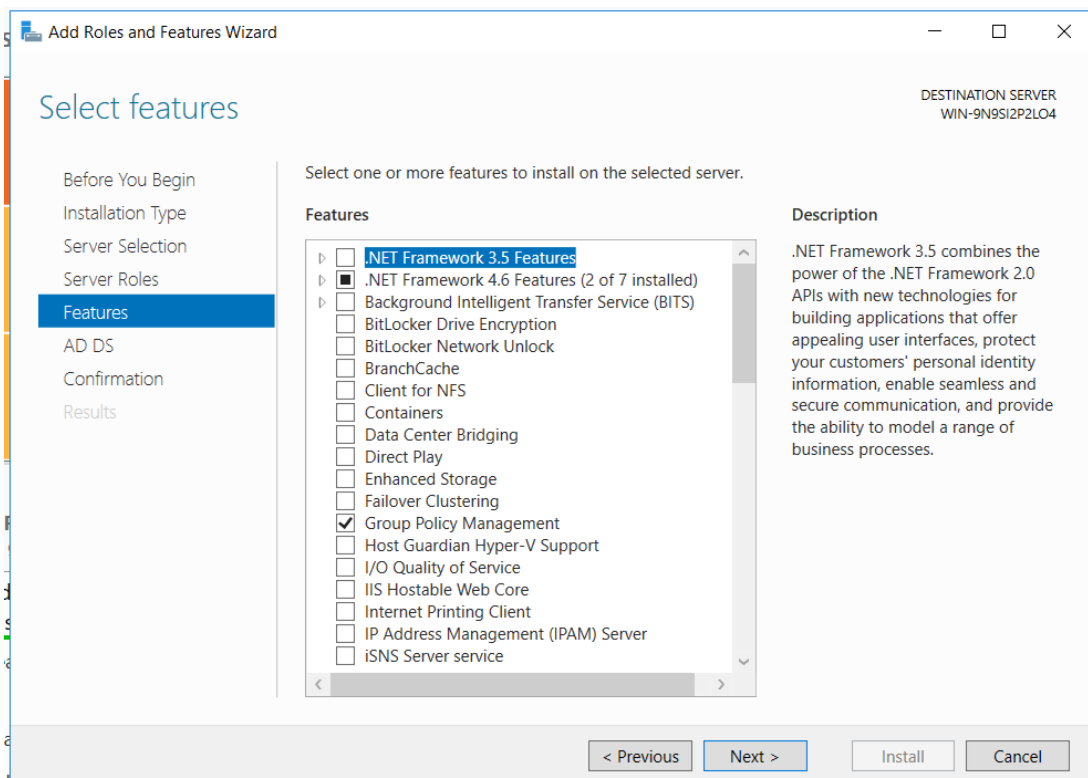 Add Roles and Features Wizard
Select features
DESTINATION SERVER
WIN-9N9SI2P2LO4
Before You Begin
Installation Type
Server Selection
Server Roles
Features
AD DS
Confirmation
Results
Select one or more features to install on the selected server.
Features
.NET Framework 3.5 Features
.NET Framework 4.6 Features (2 of 7 installed)
Background Intelligent Transfer Service (BITS)
BitLocker Drive Encryption
BitLocker Network Unlock
BranchCache
Client for NFS
Containers
Data Center Bridging
Direct Play
Enhanced Storage
Failover Clustering
Group Policy Management
Host Guardian Hyper-V Support
I/O Quality of Service
IIS Hostable Web Core
Internet Printing Client
IP Address Management (IPAM) Server
iSNS Server service
Description
.NET Framework 3.5 combines the
power of the .NET Framework 2.0
APIs with new technologies for
building applications that offer
appealing user interfaces, protect
your customers' personal identity
information, enable seamless and
secure communication, and provide
the ability to model a range of
business processes.
< Previous
Next >
Install
Cancel